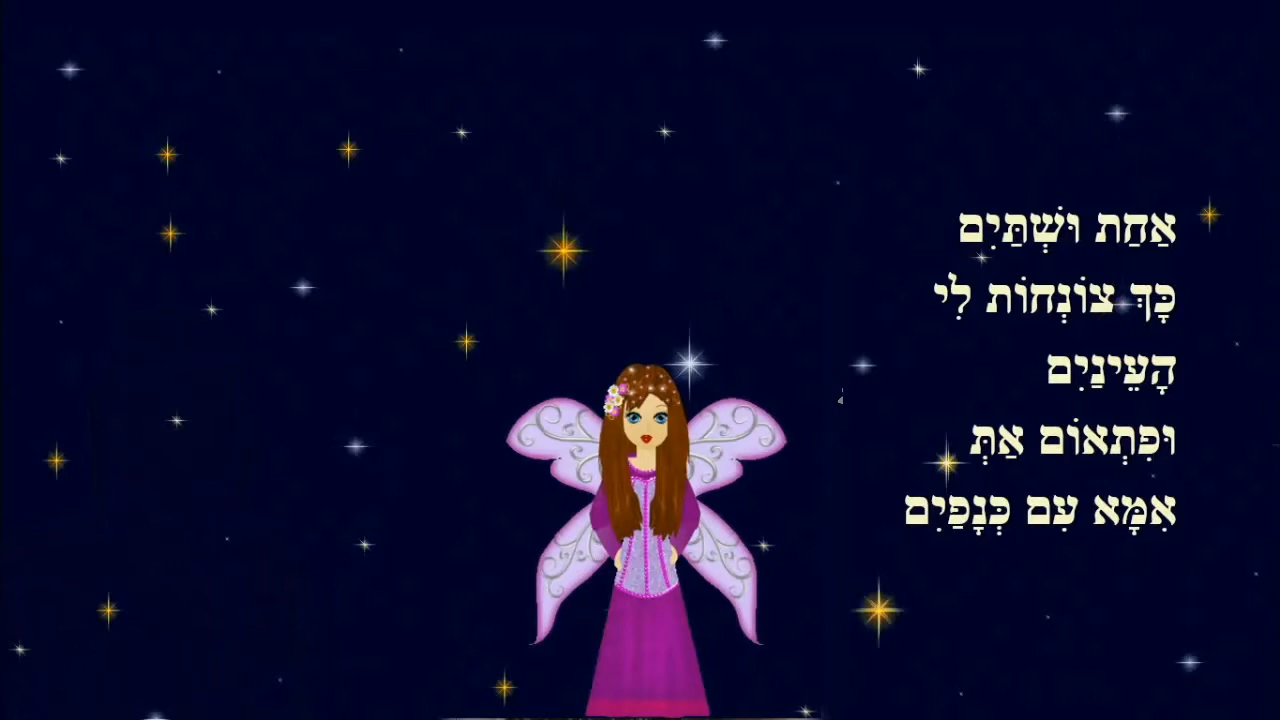 אַחַת וּשְׁתַּיִם
כָּךְ צוֹנְחוֹת לִי
הָעֵינַיִם
וּפִתְאוֹם אַתְּ
אִמָּא עִם כְּנָפַיִם